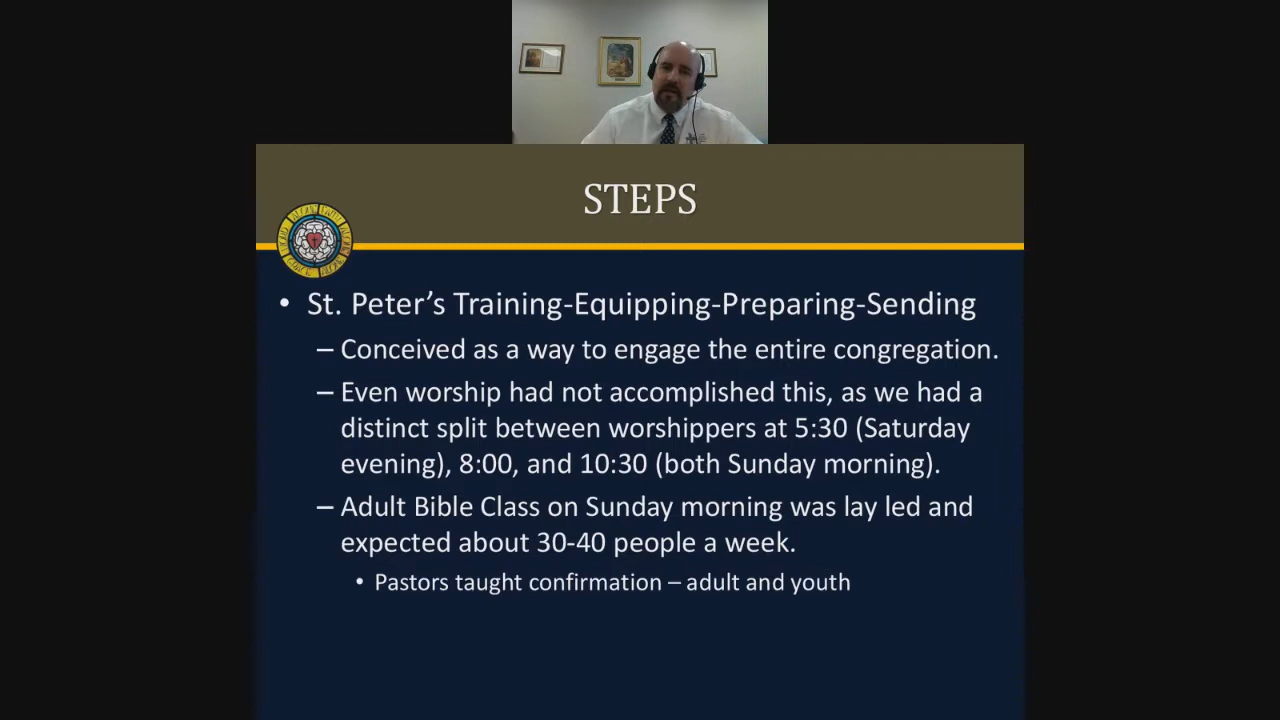 STEPS
• St. Peter’s Training-Equipping-Preparing-Sending
– Conceived as a way to engage the entire congregation.
– Even worship had not accomplished this, as we had a
distinct split between worshippers at 5:30 (Saturday
evening), 8:00, and 10:30 (both Sunday morning).
– Adult Bible Class on Sunday morning was lay led and
expected about 30-40 people a week.
• Pastors taught confirmation – adult and youth